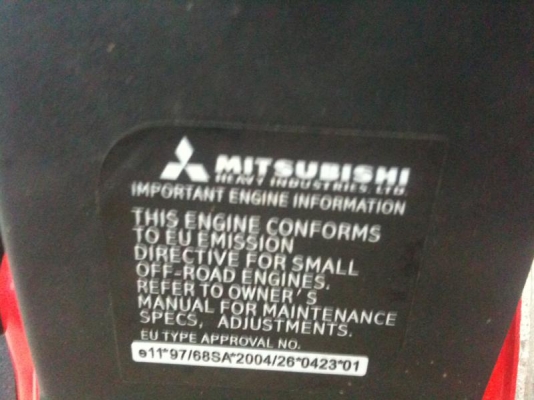 MITSUBISHI
HEAVY INDUSTRIES, LTD.
IMPORTANT ENGINE INFORMATION
THIS ENGINE CONFORMS
TO EU EMISSION
DIRECTIVE FOR SMALL
OFF-ROAD ENGINES.
REFER TO OWNER'S
MANUAL FOR MAINTENANCE
SPECS, ADJUSTMENTS.
EU TYPE APPROVAL NO.
e11*97/68SA*2004/26*0423*01